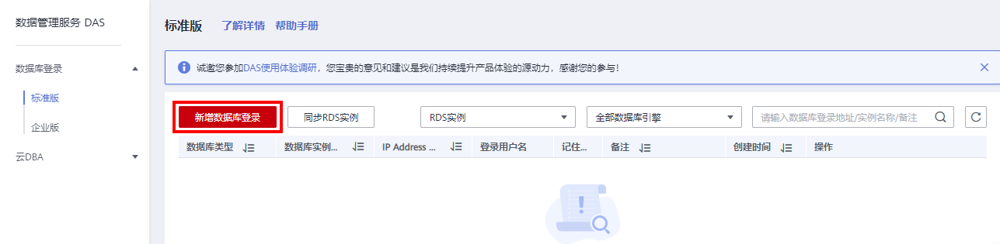 数据管理服务 DAS
数据库登录
标准版
企业版
云DBA
标准版 了解详情 帮助手册
诚邀您参加DAS使用体验调研，您宝贵的意见和建议是我们持续提升产品体验的源动力，感谢您的参与！
新增数据库登录 同步RDS实例 RDS实例 全部数据库引擎 请输入数据库登录地址/实例名称/备注
数据库类型 数据库实例... IP Address ... 登录用户名 记住... 备注 创建时间 操作